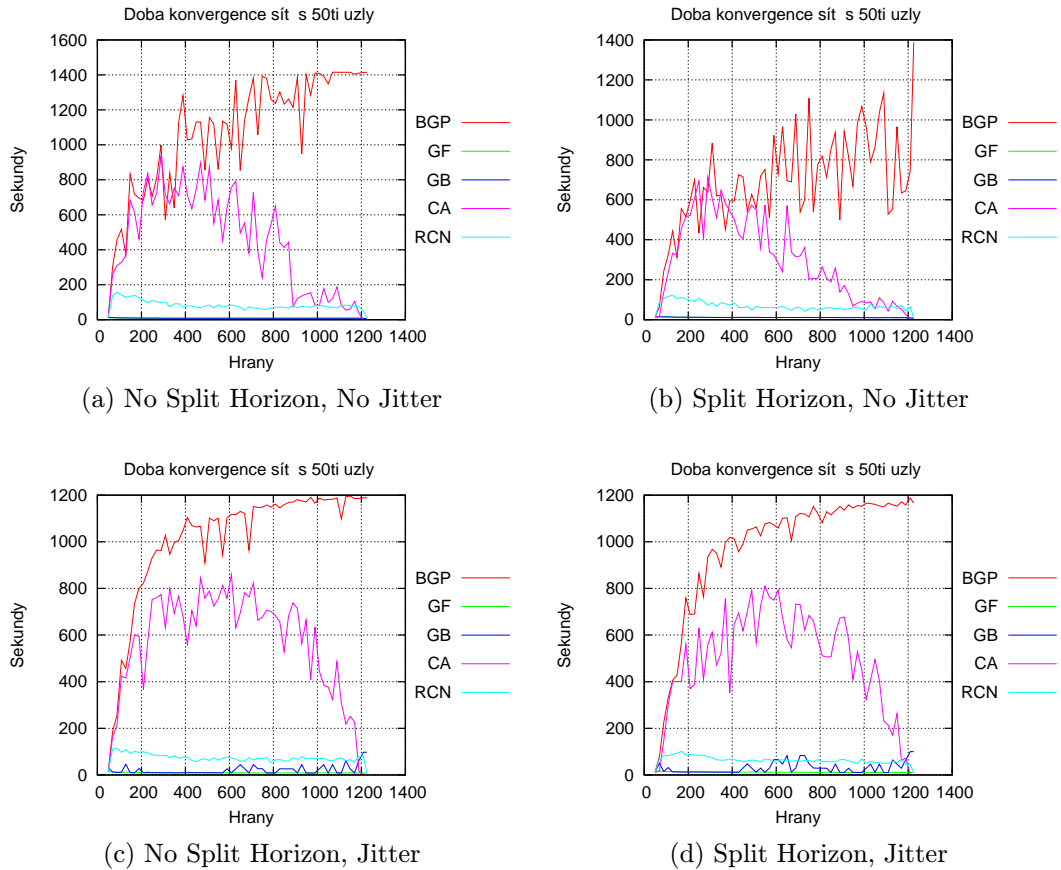 Doba konvergence sít s 50ti uzly
1600
1400
1200
1000
800
600
400
200
0
0 200 400 600 800 1000 1200 1400
Sekundy
Hrany
BGP
GF
GB
CA
RCN
(a) No Split Horizon, No Jitter
Doba konvergence sít s 50ti uzly
1400
1200
1000
800
600
400
200
0
0 200 400 600 800 1000 1200 1400
Sekundy
Hrany
BGP
GF
GB
CA
RCN
(b) Split Horizon, No Jitter
Doba konvergence sít s 50ti uzly
1200
1000
800
600
400
200
0
0 200 400 600 800 1000 1200 1400
Sekundy
Hrany
BGP
GF
GB
CA
RCN
(c) No Split Horizon, Jitter
Doba konvergence sít s 50ti uzly
1200
1000
800
600
400
200
0
0 200 400 600 800 1000 1200 1400
Sekundy
Hrany
BGP
GF
GB
CA
RCN
(d) Split Horizon, Jitter